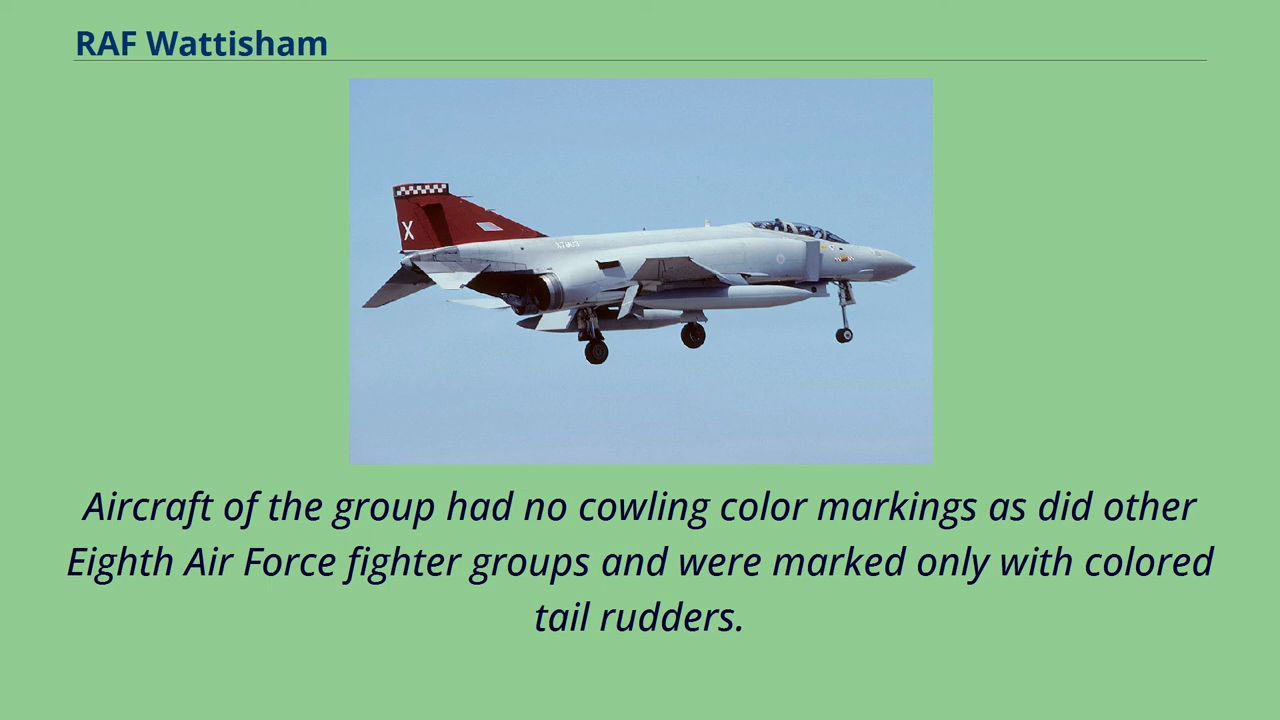 RAF Wattisham
X
Aircraft of the group had no cowling color markings as did other
Eighth Air Force fighter groups and were marked only with colored
tail rudders.